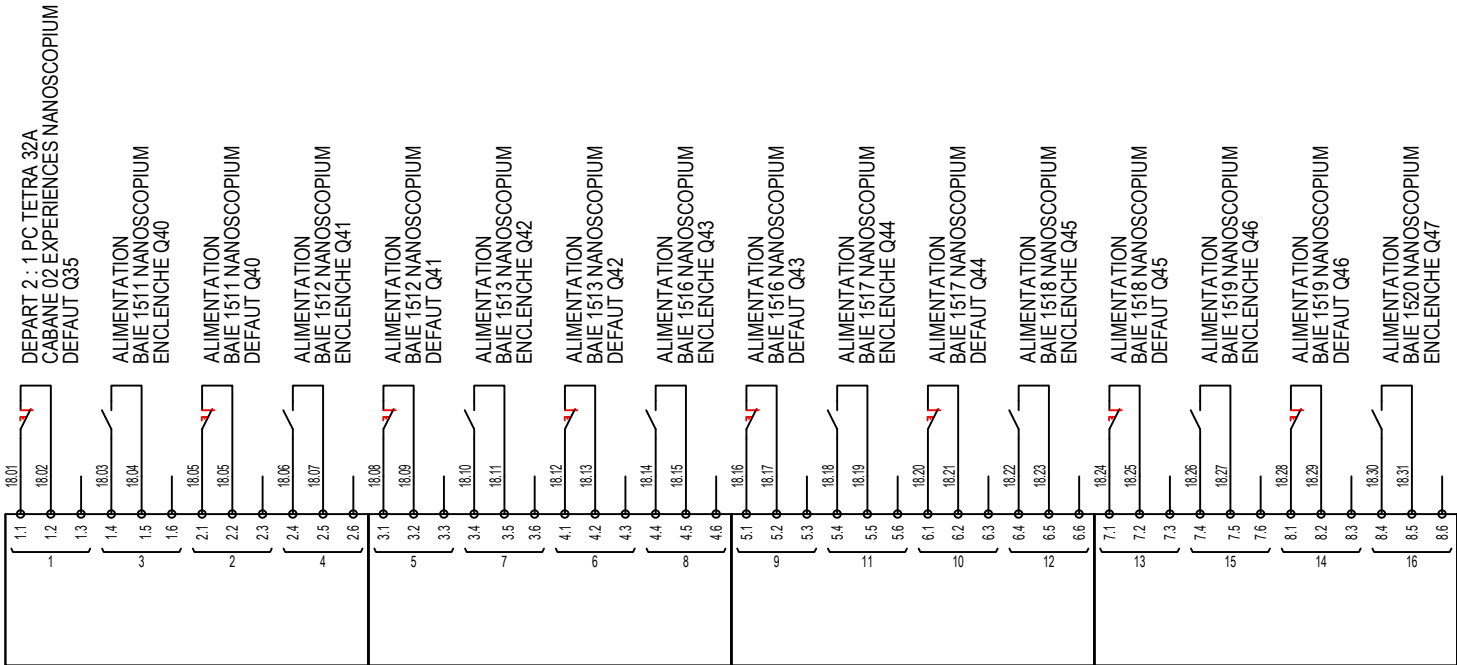 DEPART 2 : 1 PC TETRA 32A
CABANE 02 EXPERIENCES NANOSCOPIUM
DEFAUT Q35
ALIMENTATION
BAIE 1511 NANOSCOPIUM
ENCLENCHE Q40
ALIMENTATION
BAIE 1511 NANOSCOPIUM
DEFAUT Q40
ALIMENTATION
BAIE 1512 NANOSCOPIUM
ENCLENCHE Q41
ALIMENTATION
BAIE 1512 NANOSCOPIUM
DEFAUT Q41
ALIMENTATION
BAIE 1513 NANOSCOPIUM
ENCLENCHE Q42
ALIMENTATION
BAIE 1513 NANOSCOPIUM
DEFAUT Q42
ALIMENTATION
BAIE 1516 NANOSCOPIUM
ENCLENCHE Q43
ALIMENTATION
BAIE 1516 NANOSCOPIUM
DEFAUT Q43
ALIMENTATION
BAIE 1517 NANOSCOPIUM
ENCLENCHE Q44
ALIMENTATION
BAIE 1517 NANOSCOPIUM
DEFAUT Q44
ALIMENTATION
BAIE 1518 NANOSCOPIUM
ENCLENCHE Q45
ALIMENTATION
BAIE 1518 NANOSCOPIUM
DEFAUT Q45
ALIMENTATION
BAIE 1519 NANOSCOPIUM
ENCLENCHE Q46
ALIMENTATION
BAIE 1519 NANOSCOPIUM
DEFAUT Q46
ALIMENTATION
BAIE 1520 NANOSCOPIUM
ENCLENCHE Q47
18.01
18.02
18.03
18.04
18.05
18.05
18.06
18.07
18.08
18.09
18.10
18.11
18.12
18.13
18.14
18.15
18.16
18.17
18.18
18.19
18.20
18.21
18.22
18.23
18.24
18.25
18.26
18.27
18.28
18.29
18.30
18.31
1.1
1.2
1.3
1.4
1.5
1.6
2.1
2.2
2.3
2.4
2.5
2.6
3.1
3.2
3.3
3.4
3.5
3.6
4.1
4.2
4.3
4.4
4.5
4.6
5.1
5.2
5.3
5.4
5.5
5.6
6.1
6.2
6.3
6.4
6.5
6.6
7.1
7.2
7.3
7.4
7.5
7.6
8.1
8.2
8.3
8.4
8.5
8.6
1
3
2
4
5
7
6
8
9
11
10
12
13
15
14
16